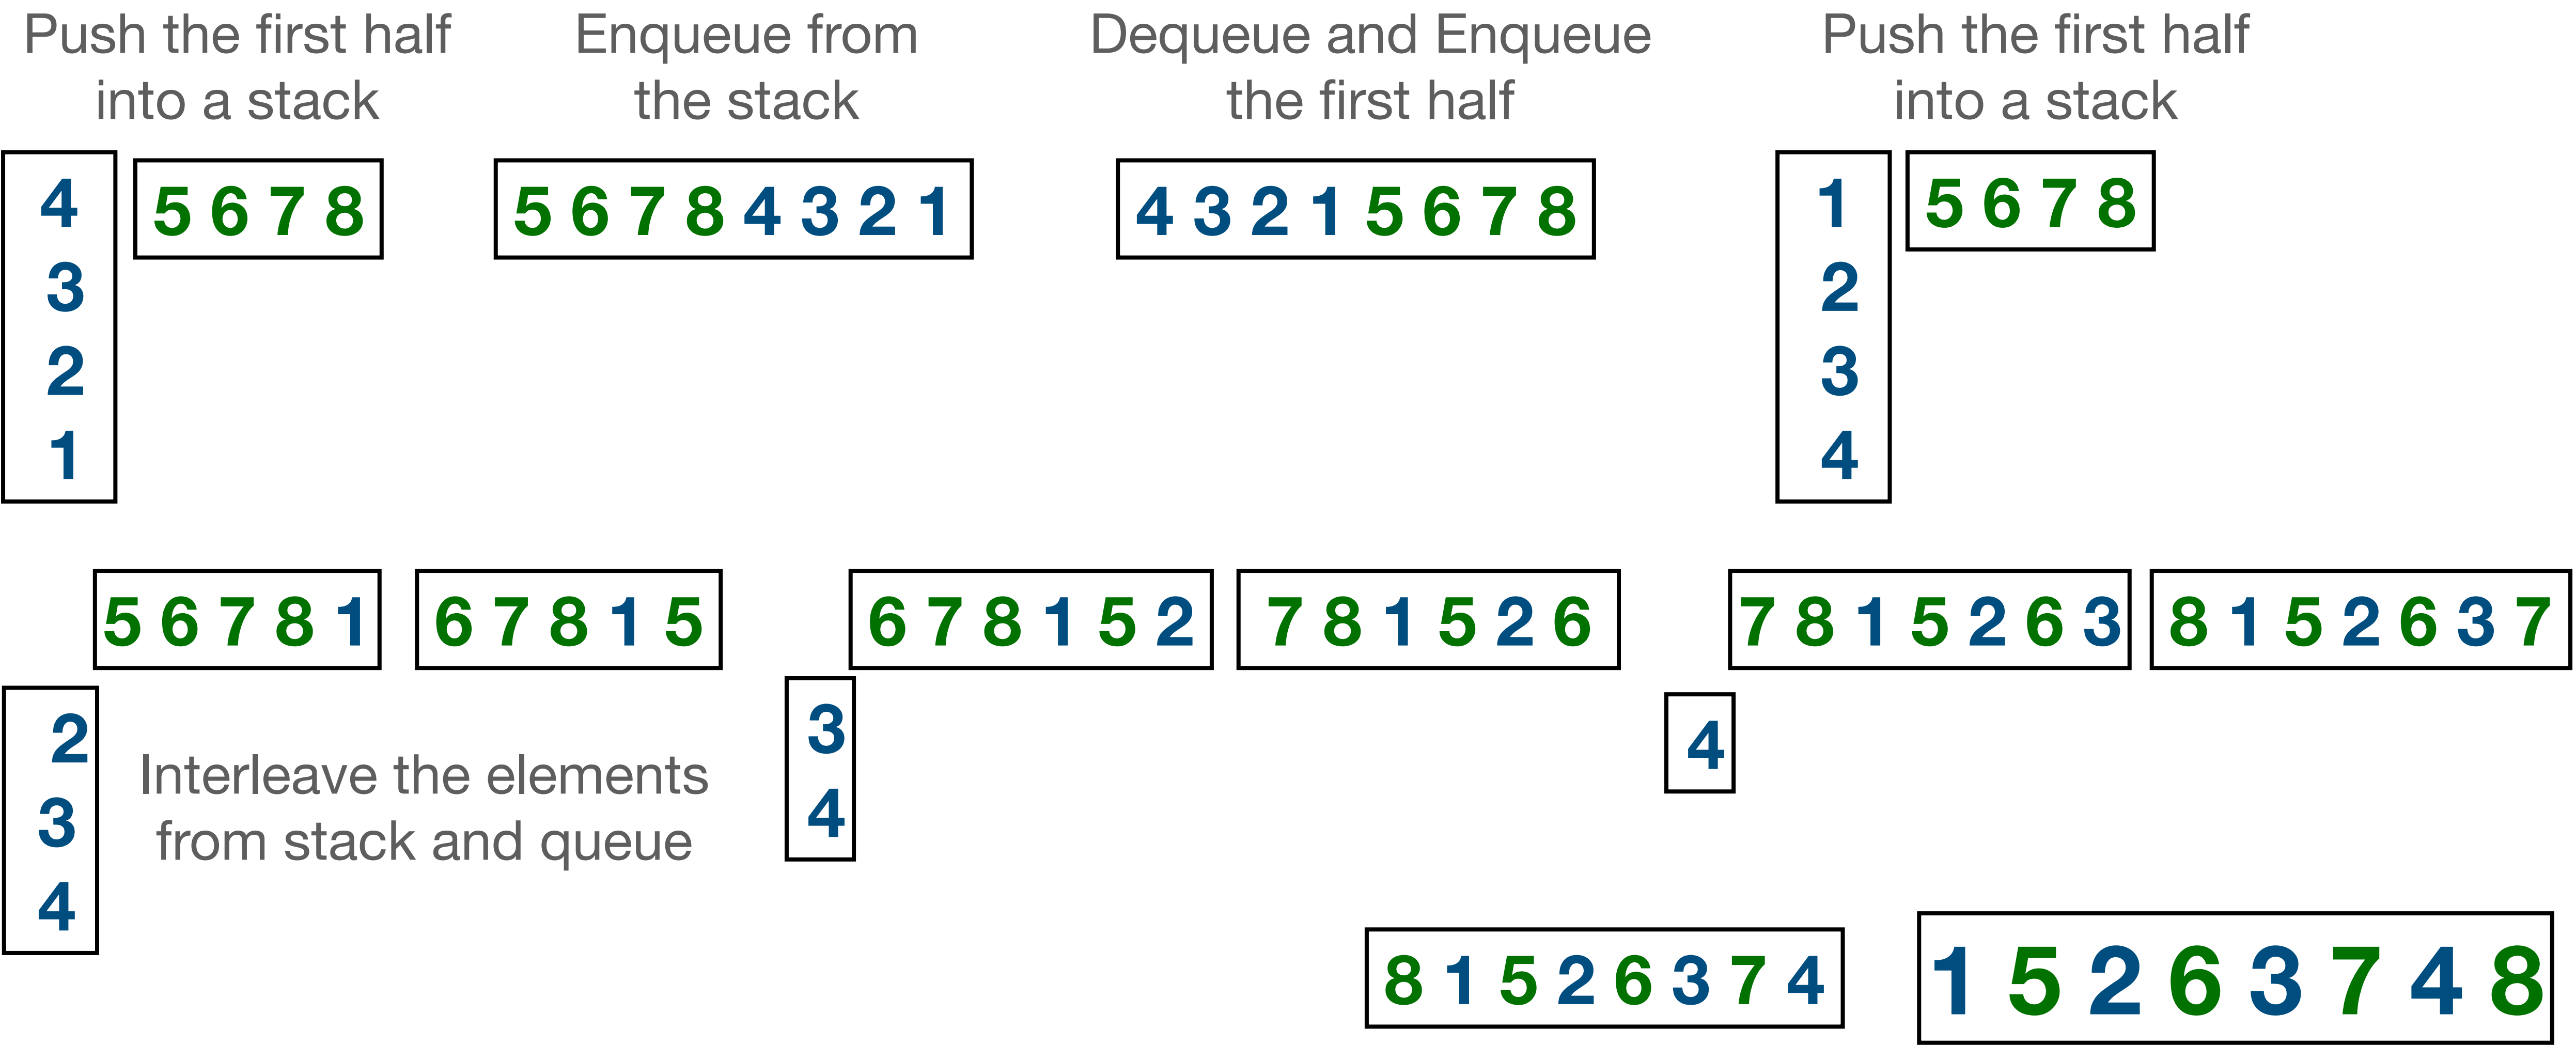 Push the first half
into a stack
Enqueue from
the stack
Dequeue and Enqueue
the first half
Push the first half
into a stack
4
3
2
1
5 6 7 8
5 6 7 8 4 3 2 1
4 3 2 1 5 6 7 8
1
2
3
4
5 6 7 8
5 6 7 8 1
6 7 8 1 5
6 7 8 1 5 2
7 8 1 5 2 6
7 8 1 5 2 6 3
8 1 5 2 6 3 7
2
3
4
Interleave the elements
from stack and queue
3
4
4
8 1 5 2 6 3 7 4
1 5 2 6 3 7 4 8